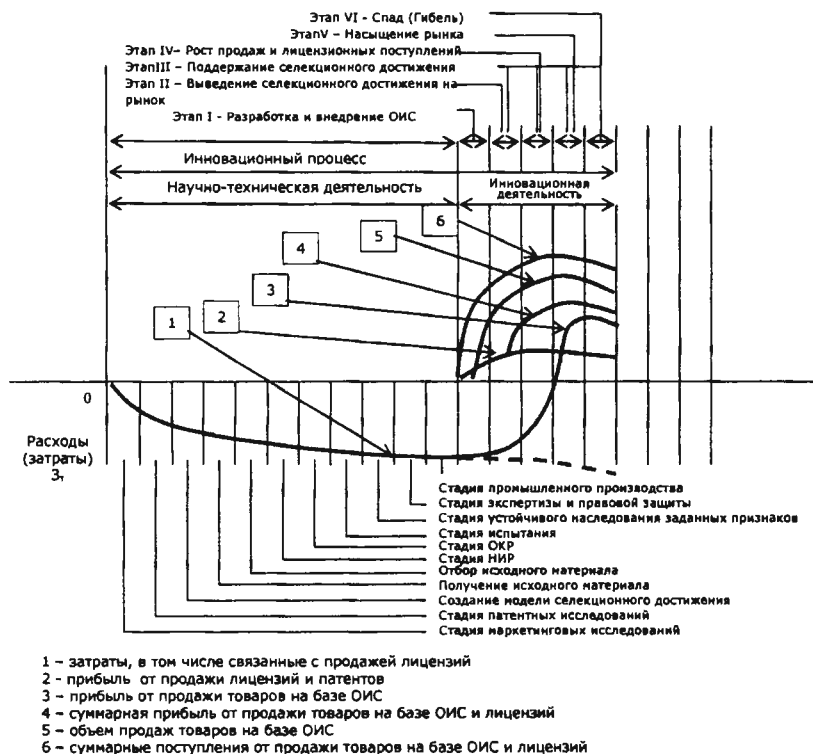 Этап VI - Спад (Гибель)
ЭтапV – Насыщение рынка
Этап IV– Рост продаж и лицензионных поступлений
ЭтапIII – Поддержание селекционного достижения
Этап II – Выведение селекционного достижения на
рынок
Этап I - Разработка и внедрение ОИС
Инновационный процесс
Научно-техническая деятельность
Инновационная
деятельность
6
5
4
3
2
1
0
Расходы
(затраты)
Зт
Стадия промышленного производства
Стадия экспертизы и правовой защиты
Стадия устойчивого наследования заданных признаков
Стадия испытания
Стадия ОКР
Стадия НИР
Отбор исходного материала
Получение исходного материала
Создание модели селекционного достижения
Стадия патентных исследований
Стадия маркетинговых исследований
1 – затраты, в том числе связанные с продажей лицензий
2 – прибыль от продажи лицензий и патентов
3 – прибыль от продажи товаров на базе ОИС
4 – суммарная прибыль от продажи товаров на базе ОИС и лицензий
5 – объем продаж товаров на базе ОИС
6 – суммарные поступления от продажи товаров на базе ОИС и лицензий